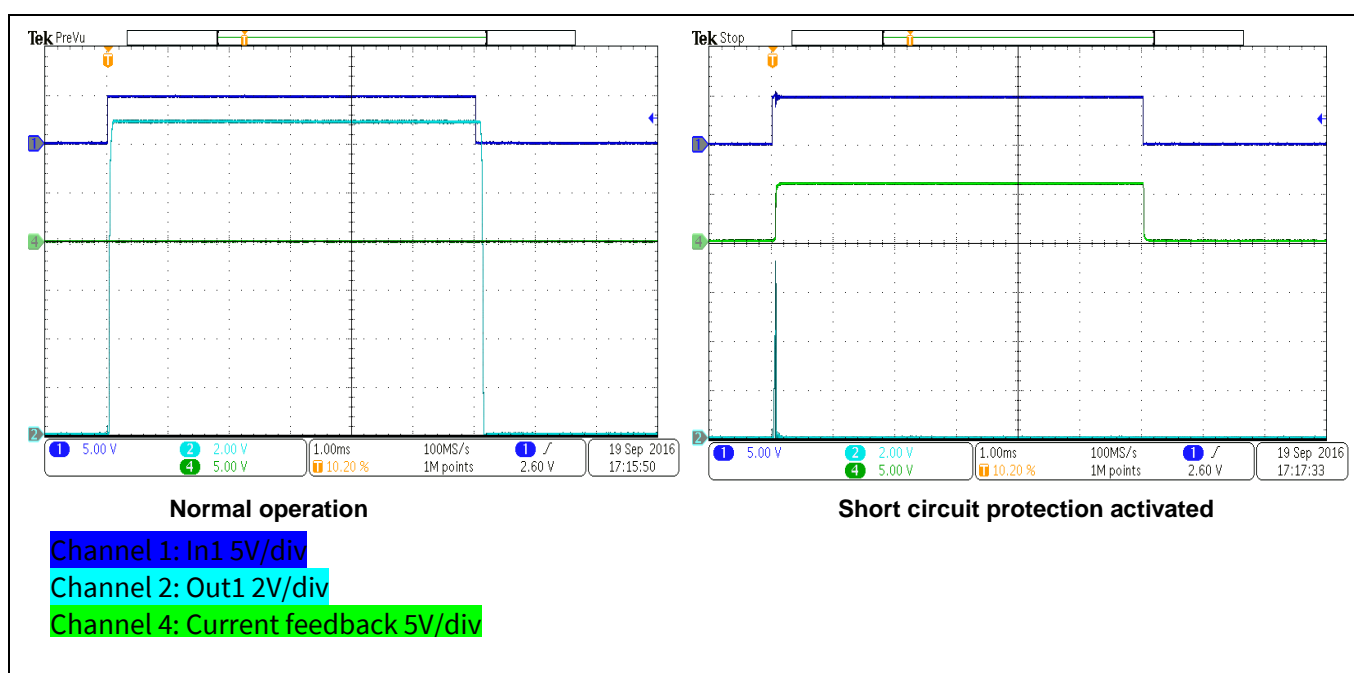 Tek PreVu
T
T
1
4
2
1 5.00 V 2 2.00 V 1.00ms 100MS/s 1 / 19 Sep 2016
4 5.00 V T 10.20 % 1M points 2.60 V 17:15:50
Normal operation
Tek Stop
T
T
1
4
2
1 5.00 V 2 2.00 V 1.00ms 100MS/s 1 / 19 Sep 2016
4 5.00 V T 10.20 % 1M points 2.60 V 17:17:33
Short circuit protection activated
Channel 1: In1 5V/div
Channel 2: Out1 2V/div
Channel 4: Current feedback 5V/div